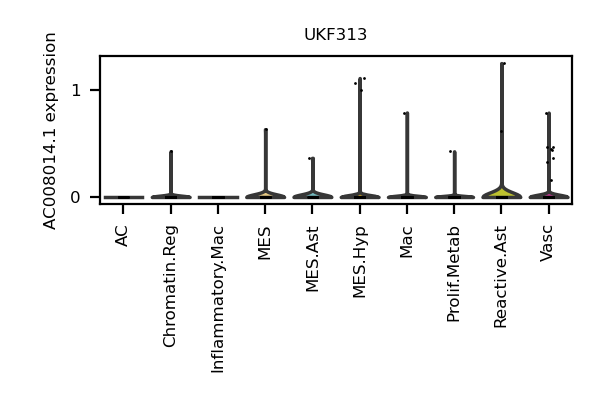 UKF313
AC008014.1 expression
1
0
AC
Chromatin.Reg
Inflammatory.Mac
MES
MES.Ast
MES.Hyp
Mac
Prolif.Metab
Reactive.Ast
Vasc